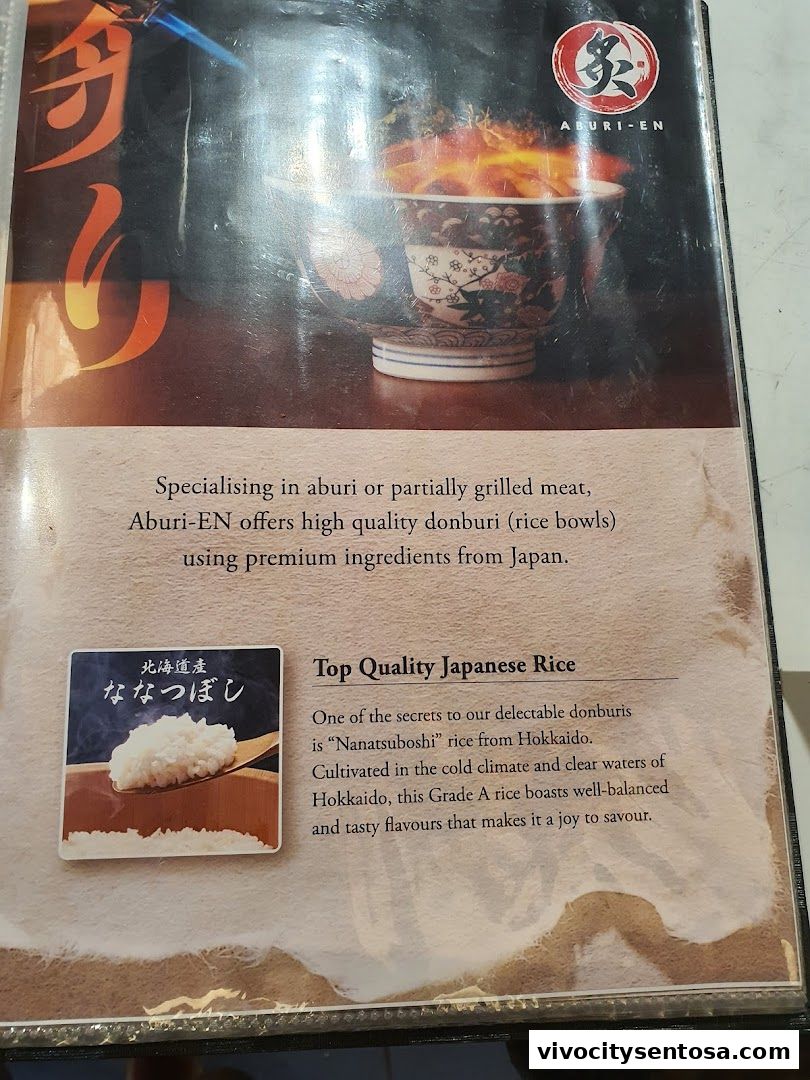 炙り
炙
ABURI-EN
Specialising in aburi or partially grilled meat,
Aburi-EN offers high quality donburi (rice bowls)
using premium ingredients from Japan.
北海道産
ななつぼし
Top Quality Japanese Rice
One of the secrets to our delectable donburis
is “Nanatsuboshi” rice from Hokkaido.
Cultivated in the cold climate and clear waters of
Hokkaido, this Grade A rice boasts well-balanced
and tasty flavours that makes it a joy to savour.
vivocitysentosa.com